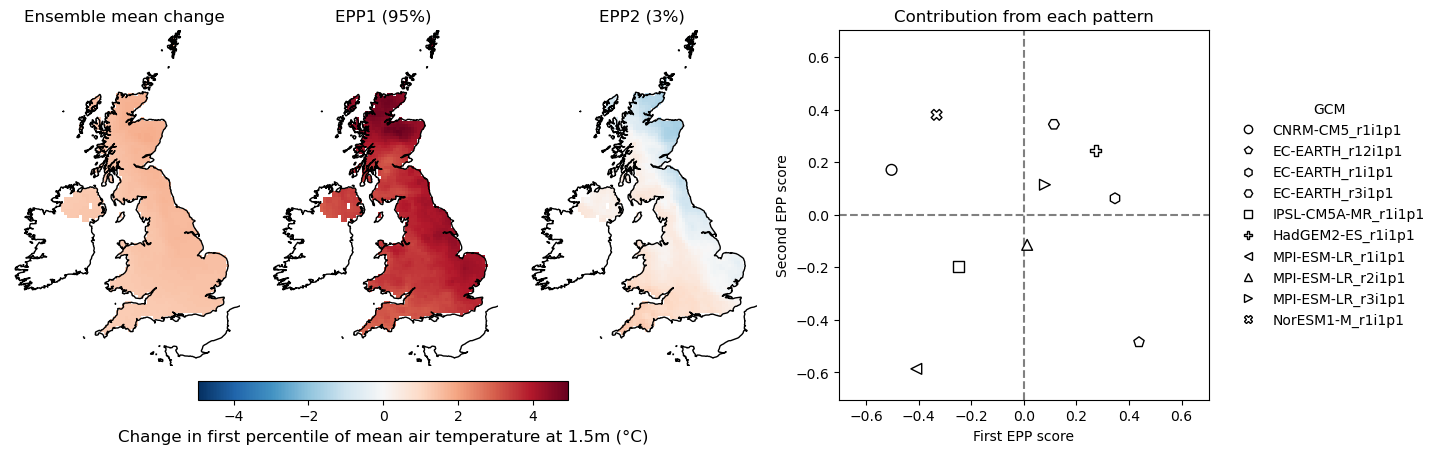 Ensemble mean change
EPP1 (95%)
EPP2 (3%)
Contribution from each pattern
0.6
0.4
0.2
0.0
−0.2
−0.4
−0.6
Second EPP score
−0.6
−0.4
−0.2
0.0
0.2
0.4
0.6
First EPP score
GCM
CNRM-CM5_r1i1p1
EC-EARTH_r12i1p1
EC-EARTH_r1i1p1
EC-EARTH_r3i1p1
IPSL-CM5A-MR_r1i1p1
HadGEM2-ES_r1i1p1
MPI-ESM-LR_r1i1p1
MPI-ESM-LR_r2i1p1
MPI-ESM-LR_r3i1p1
NorESM1-M_r1i1p1
−4
−2
0
2
4
Change in first percentile of mean air temperature at 1.5m (°C)